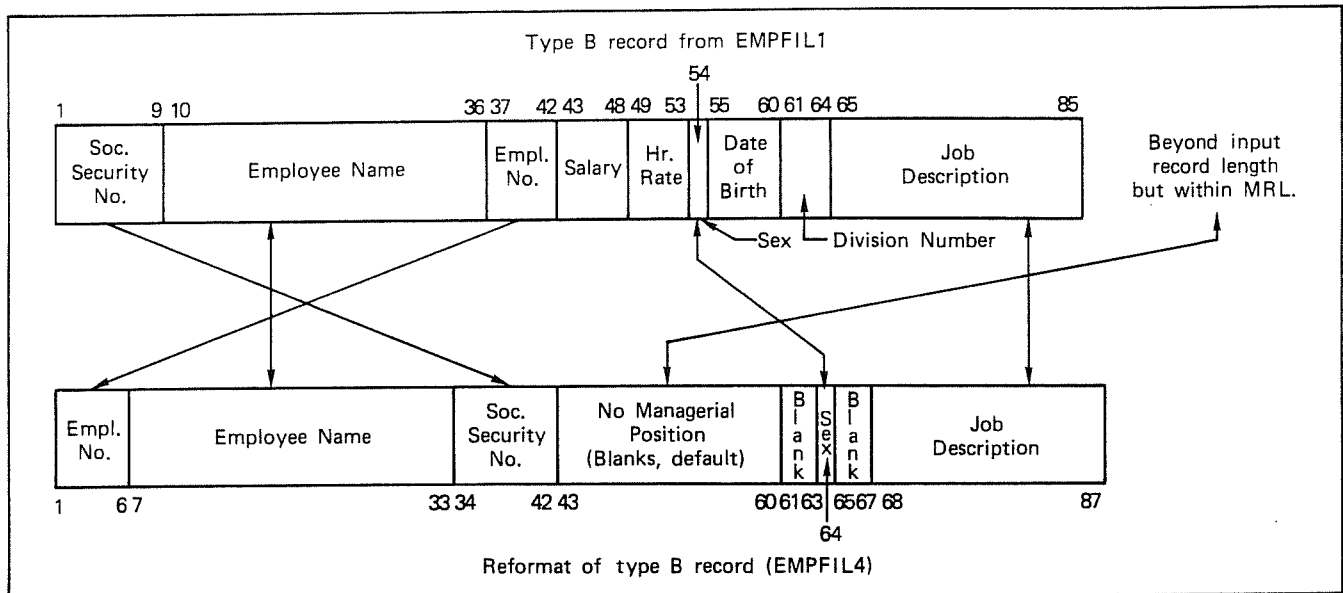 Type B record from EMPFIL1
54
1 9 10 36 37 42 43 48 49 53 55 60 61 64 65 85
Soc.
Security
No.
Employee Name
Empl.
No.
Salary
Hr.
Rate
Date
of
Birth
Job
Description
Beyond input
record length
but within MRL.
Sex
Division Number
Empl.
No.
Employee Name
Soc.
Security
No.
No Managerial
Position
(Blanks, default)
Blank
Sex
Blank
Job
Description
1 6 7 33 34 42 43 60 61 63 65 67 68 87
64
Reformat of type B record (EMPFIL4)